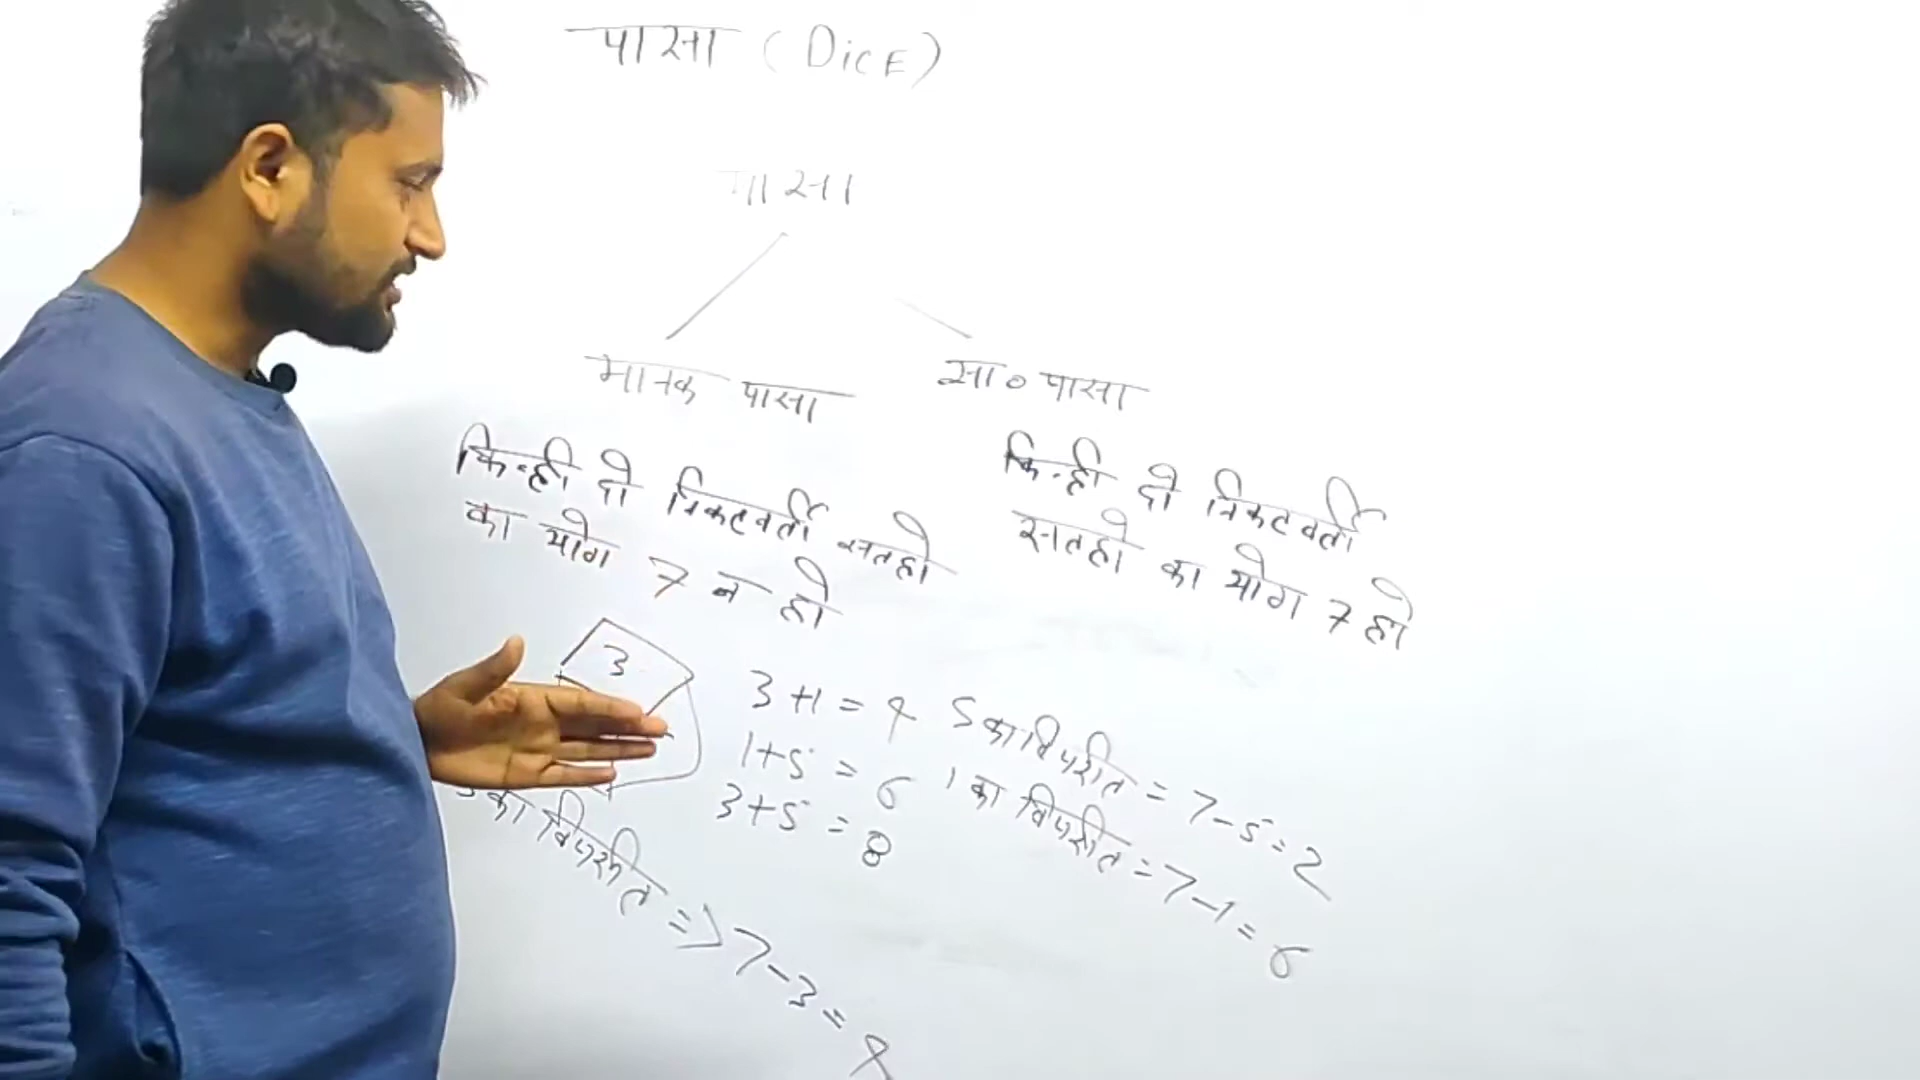 पासा (DICE)
पासा
मानक पासा
सा० पासा
किन्ही दो निकटवर्ती सतहो
का योग 7 न हो
किन्ही दो निकटवर्ती
सतहो का योग 7 हो
3
3+1 = 4
1+5 = 6
3+5 = 8
5 का विपरीत = 7-5=2
1 का विपरीत = 7-1=6
का विपरीत => 7-3=4